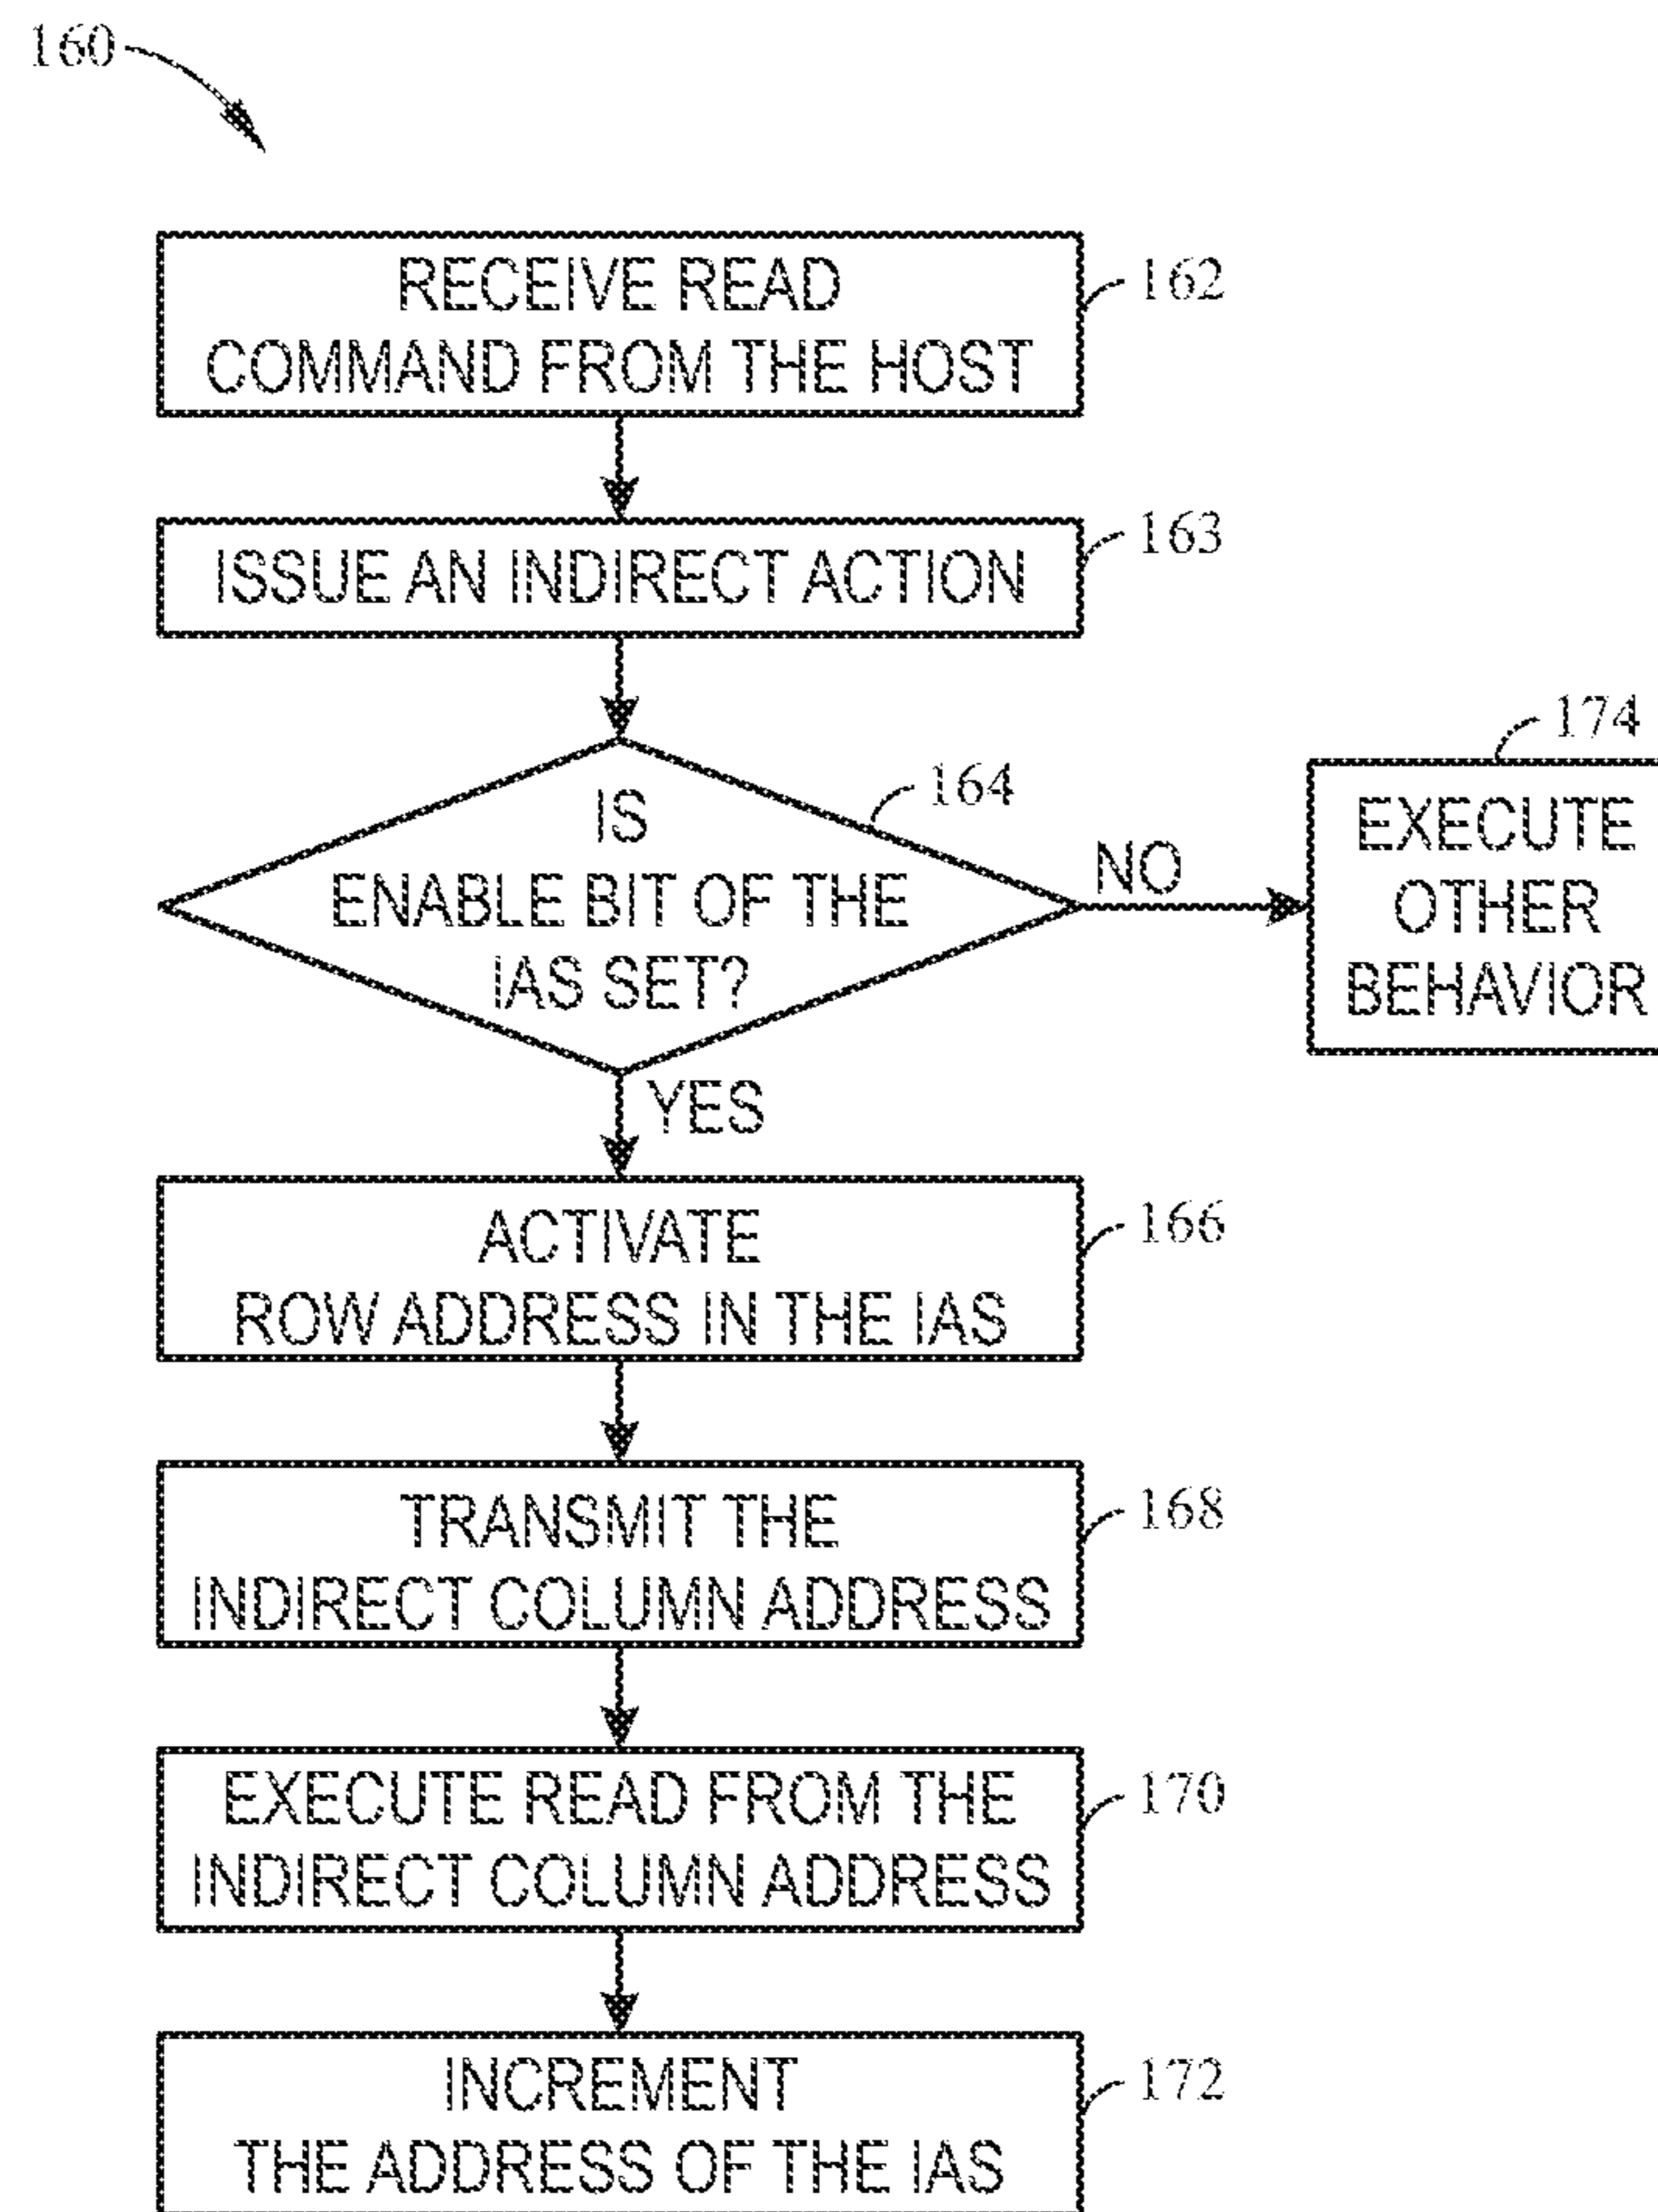 160
RECEIVE READ
COMMAND FROM THE HOST
162
ISSUE AN INDIRECT ACTION
163
IS
ENABLE BIT OF THE
IAS SET?
164
NO
174
EXECUTE
OTHER
BEHAVIOR
YES
ACTIVATE
ROW ADDRESS IN THE IAS
166
TRANSMIT THE
INDIRECT COLUMN ADDRESS
168
EXECUTE READ FROM THE
INDIRECT COLUMN ADDRESS
170
INCREMENT
THE ADDRESS OF THE IAS
172